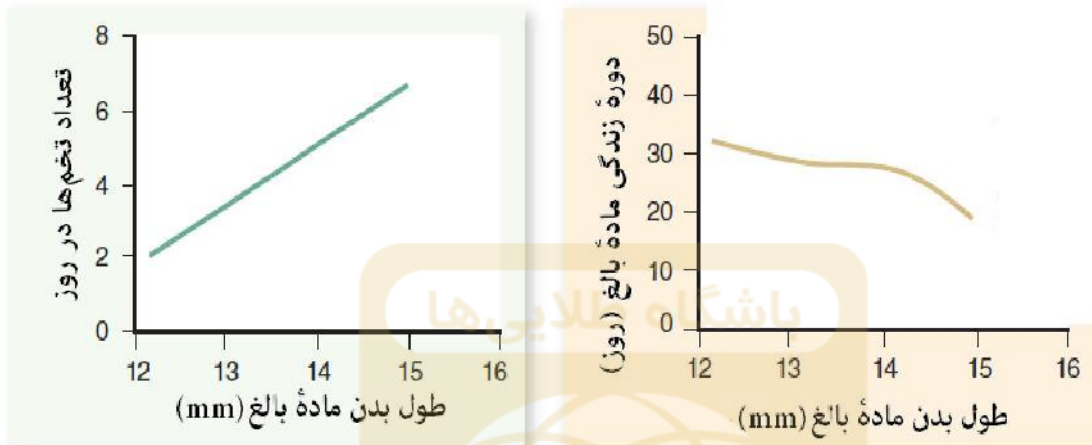 تعداد تخم‌ها در روز
8
6
4
2
0
12 13 14 15 16
طول بدن مادهٔ بالغ (mm)
دورهٔ زندگی مادهٔ بالغ (روز)
50
40
30
20
10
0
12 13 14 15 16
طول بدن مادهٔ بالغ (mm)
باشگاه طلایی‌ها